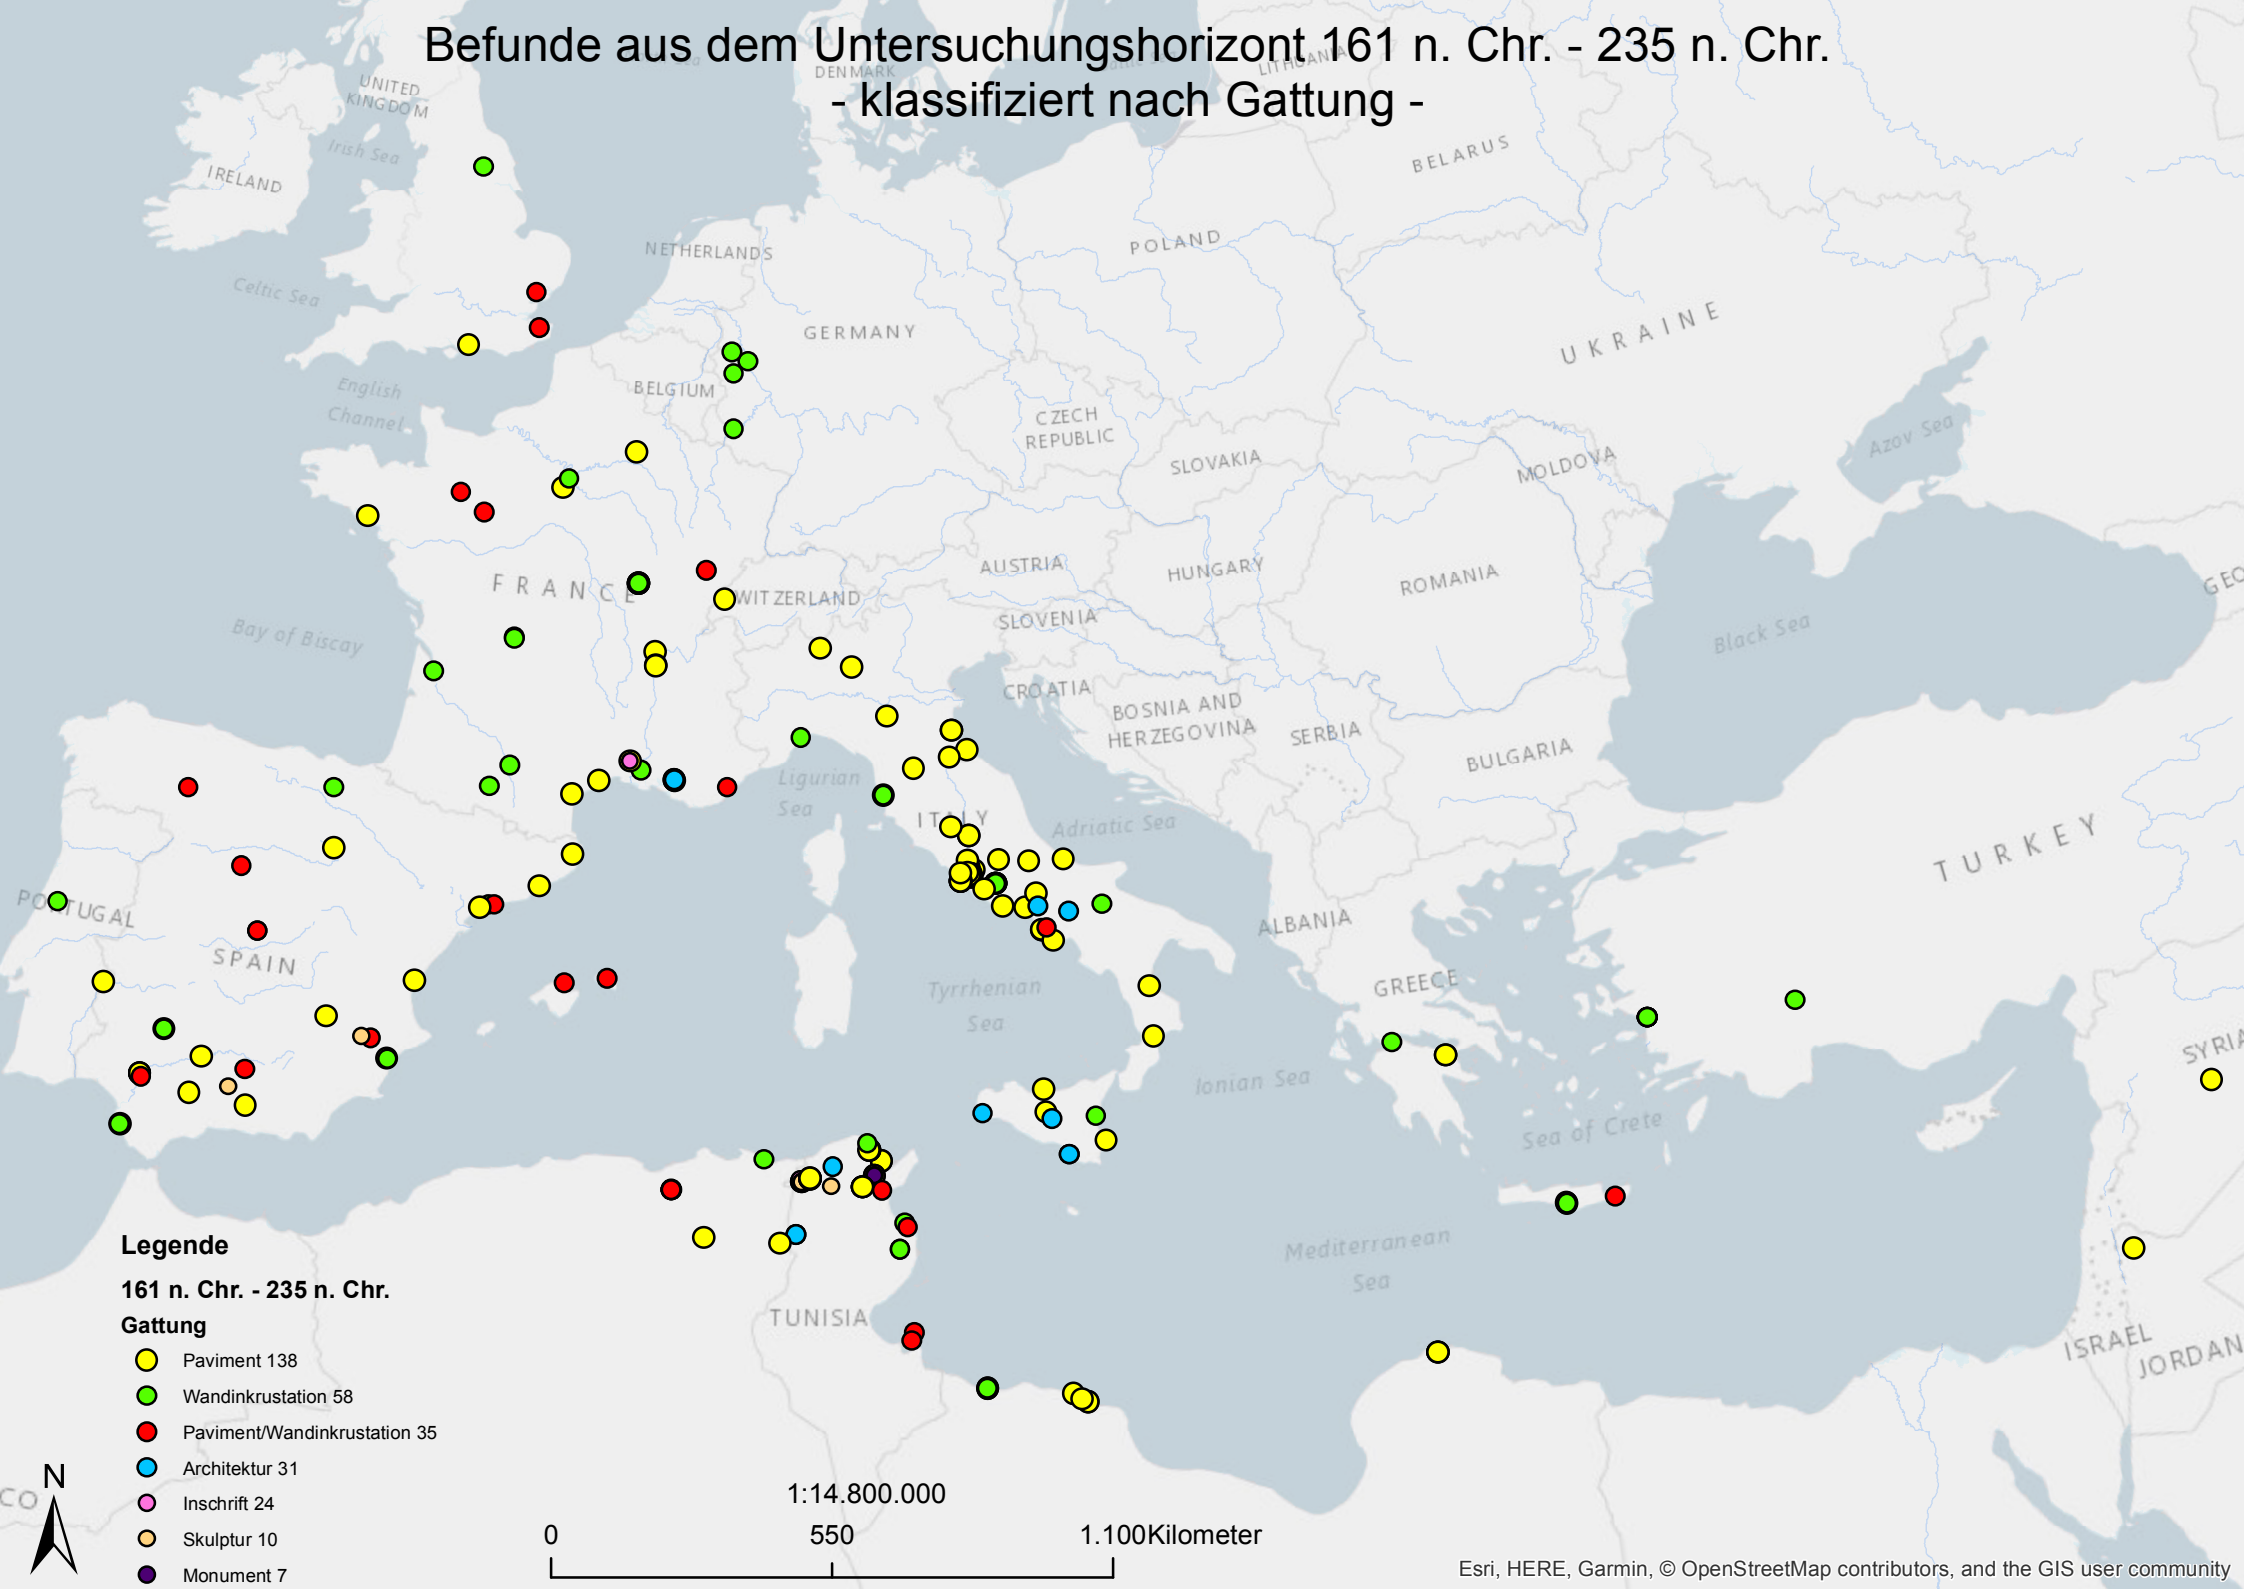 Befunde aus dem Untersuchungshorizont 161 n. Chr. - 235 n. Chr.
- klassifiziert nach Gattung -
UNITED
KINGDOM
DENMARK
LITHUANIA
Irish Sea
IRELAND
BELARUS
NETHERLANDS
POLAND
Celtic Sea
GERMANY
UKRAINE
English
Channel
BELGIUM
CZECH
REPUBLIC
SLOVAKIA
MOLDOVA
Azov Sea
FRANCE
WITZERLAND
AUSTRIA
HUNGARY
ROMANIA
GEO
SLOVENIA
Bay of Biscay
Black Sea
CROATIA
BOSNIA AND
HERZEGOVINA
SERBIA
BULGARIA
Ligurian
Sea
ITALY
Adriatic Sea
TURKEY
PORTUGAL
SPAIN
ALBANIA
Tyrrhenian
Sea
GREECE
SYRIA
Ionian Sea
Sea of Crete
Mediterranean
Sea
TUNISIA
ISRAEL
JORDAN
CO
Legende
161 n. Chr. - 235 n. Chr.
Gattung
Paviment 138
Wandinkrustation 58
Paviment/Wandinkrustation 35
Architektur 31
Inschrift 24
Skulptur 10
Monument 7
N
1:14.800.000
0 550 1.100Kilometer
Esri, HERE, Garmin, © OpenStreetMap contributors, and the GIS user community